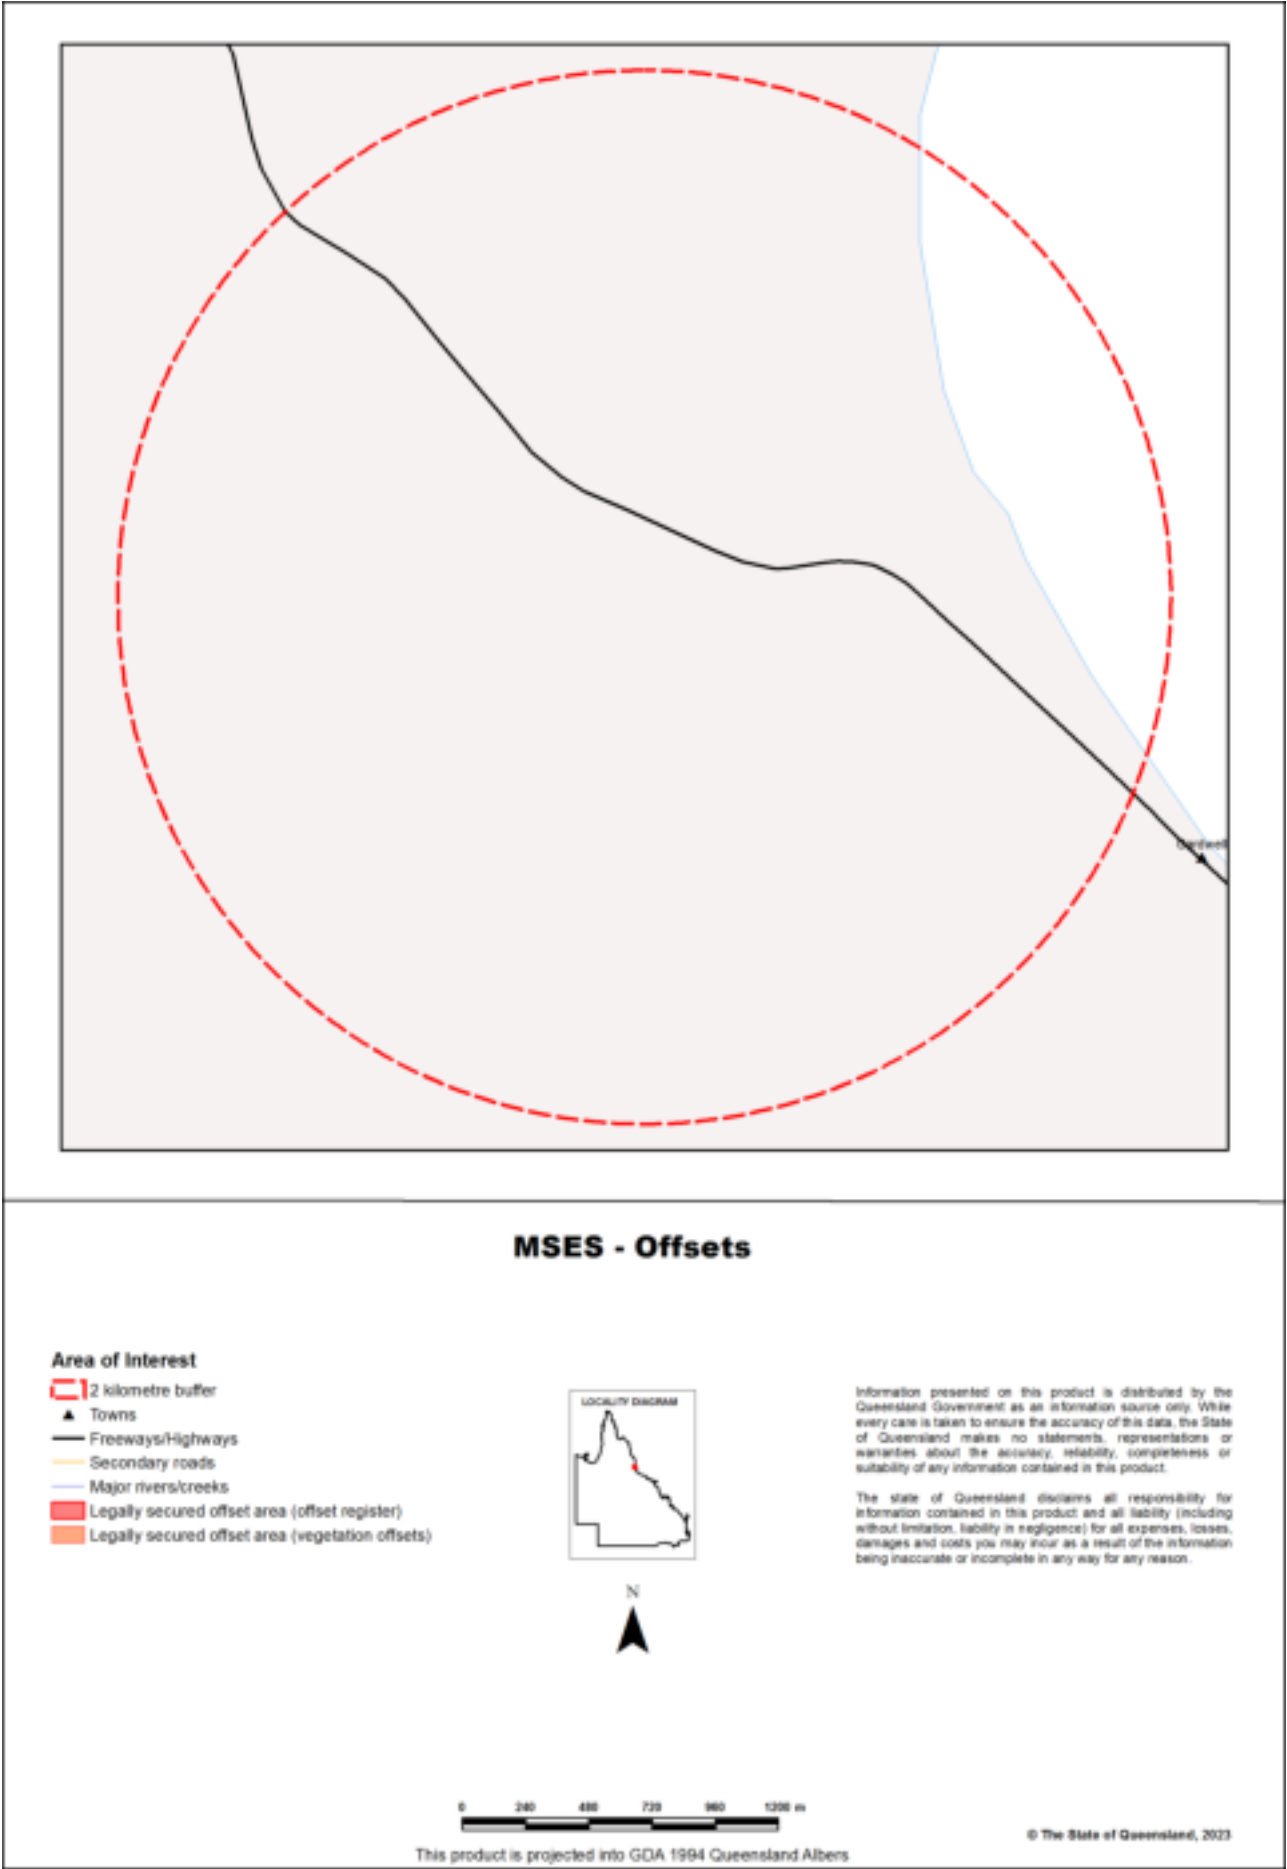 Cardwell
MSES - Offsets
Area of Interest
2 kilometre buffer
Towns
Freeways/Highways
Secondary roads
Major rivers/creeks
Legally secured offset area (offset register)
Legally secured offset area (vegetation offsets)
LOCALITY DIAGRAM
N
Information presented on this product is distributed by the
Queensland Government as an information source only. While
every care is taken to ensure the accuracy of this data, the State
of Queensland makes no statements, representations or
warranties about the accuracy, reliability, completeness or
suitability of any information contained in this product.
The state of Queensland disclaims all responsibility for
information contained in this product and all liability (including
without limitation, liability in negligence) for all expenses, losses,
damages and costs you may incur as a result of the information
being inaccurate or incomplete in any way for any reason.
0 240 480 720 960 1200 m
This product is projected into GDA 1994 Queensland Albers
© The State of Queensland, 2023